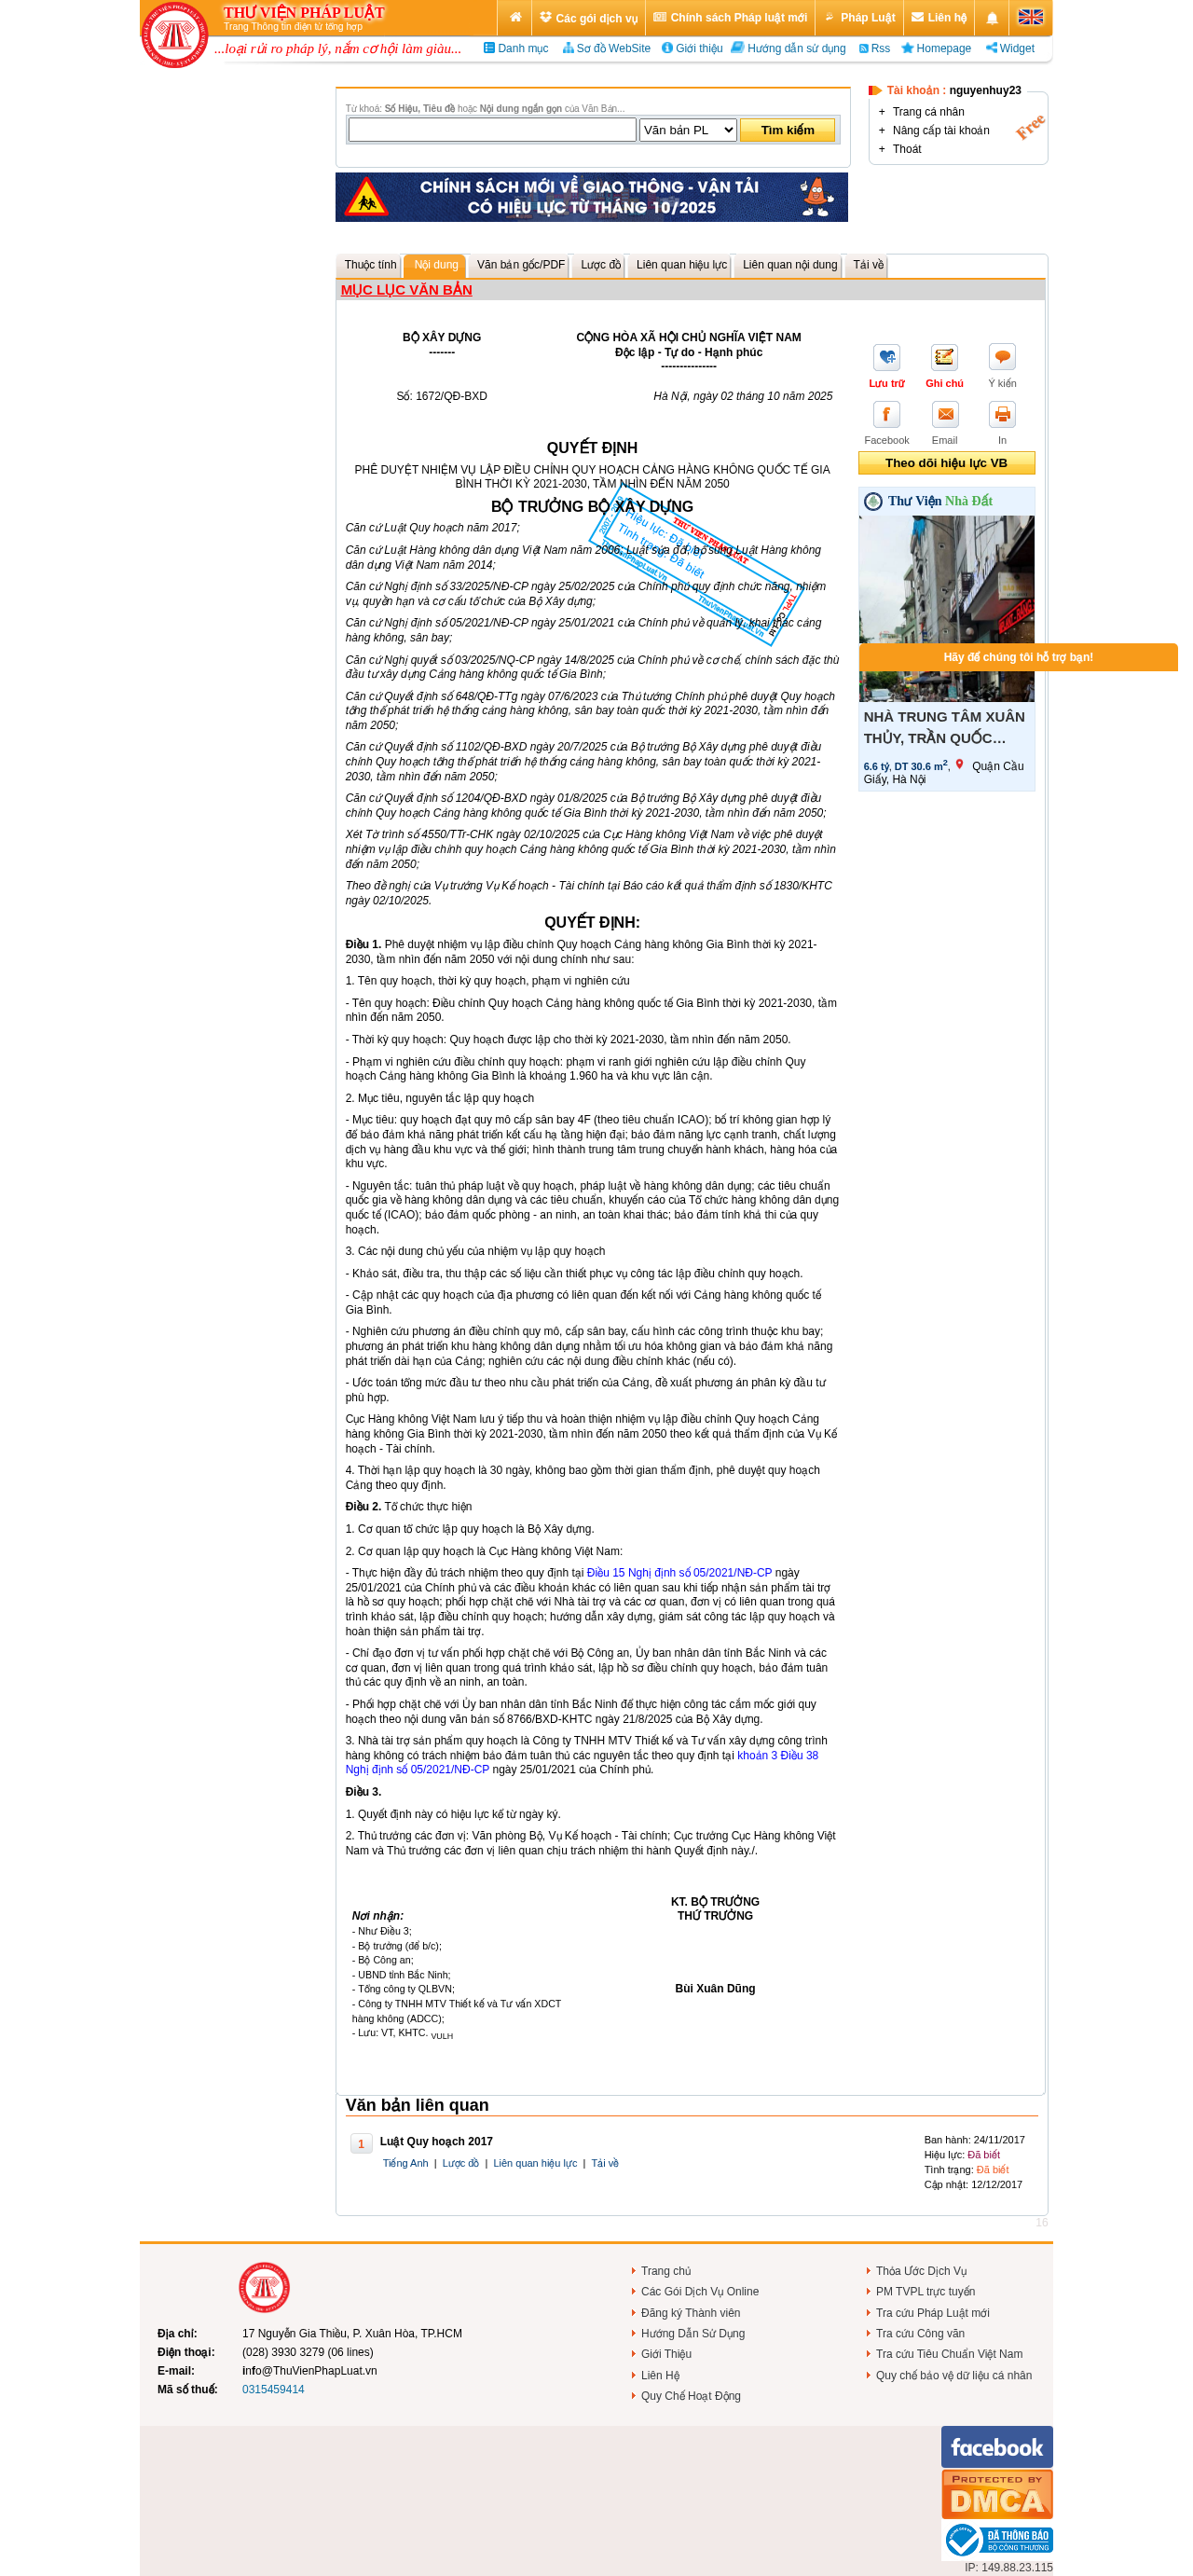 THƯ VIỆN PHÁP LUẬT
Trang Thông tin điện tử tổng hợp
Các gói dịch vụ
Chính sách Pháp luật mới
Pháp Luật
Liên hệ
...loại rủi ro pháp lý, nắm cơ hội làm giàu...
Danh mục
Sơ đồ WebSite
Giới thiệu
Hướng dẫn sử dụng
Rss
Homepage
Widget
Từ khoá: Số Hiệu, Tiêu đề hoặc Nội dung ngắn gọn của Văn Bản...
Văn bản PL
Tìm kiếm
Tài khoản : nguyenhuy23
+ Trang cá nhân
+ Nâng cấp tài khoản
+ Thoát
Free
CHÍNH SÁCH MỚI VỀ GIAO THÔNG - VẬN TẢI
CÓ HIỆU LỰC TỪ THÁNG 10/2025
Thuộc tính
Nội dung
Văn bản gốc/PDF
Lược đồ
Liên quan hiệu lực
Liên quan nội dung
Tải về
MỤC LỤC VĂN BẢN
BỘ XÂY DỰNG
-------
CỘNG HÒA XÃ HỘI CHỦ NGHĨA VIỆT NAM
Độc lập - Tự do - Hạnh phúc
---------------
Số: 1672/QĐ-BXD
Hà Nội, ngày 02 tháng 10 năm 2025
QUYẾT ĐỊNH
PHÊ DUYỆT NHIỆM VỤ LẬP ĐIỀU CHỈNH QUY HOẠCH CẢNG HÀNG KHÔNG QUỐC TẾ GIA
BÌNH THỜI KỲ 2021-2030, TẦM NHÌN ĐẾN NĂM 2050
BỘ TRƯỞNG BỘ XÂY DỰNG
Căn cứ Luật Quy hoạch năm 2017;
Căn cứ Luật Hàng không dân dụng Việt Nam năm 2006; Luật sửa đổi, bổ sung Luật Hàng không
dân dụng Việt Nam năm 2014;
Căn cứ Nghị định số 33/2025/NĐ-CP ngày 25/02/2025 của Chính phủ quy định chức năng, nhiệm
vụ, quyền hạn và cơ cấu tổ chức của Bộ Xây dựng;
Căn cứ Nghị định số 05/2021/NĐ-CP ngày 25/01/2021 của Chính phủ về quản lý, khai thác cảng
hàng không, sân bay;
Căn cứ Nghị quyết số 03/2025/NQ-CP ngày 14/8/2025 của Chính phủ về cơ chế, chính sách đặc thù
đầu tư xây dựng Cảng hàng không quốc tế Gia Bình;
Căn cứ Quyết định số 648/QĐ-TTg ngày 07/6/2023 của Thủ tướng Chính phủ phê duyệt Quy hoạch
tổng thể phát triển hệ thống cảng hàng không, sân bay toàn quốc thời kỳ 2021-2030, tầm nhìn đến
năm 2050;
Căn cứ Quyết định số 1102/QĐ-BXD ngày 20/7/2025 của Bộ trưởng Bộ Xây dựng phê duyệt điều
chỉnh Quy hoạch tổng thể phát triển hệ thống cảng hàng không, sân bay toàn quốc thời kỳ 2021-
2030, tầm nhìn đến năm 2050;
Căn cứ Quyết định số 1204/QĐ-BXD ngày 01/8/2025 của Bộ trưởng Bộ Xây dựng phê duyệt điều
chỉnh Quy hoạch Cảng hàng không quốc tế Gia Bình thời kỳ 2021-2030, tầm nhìn đến năm 2050;
Xét Tờ trình số 4550/TTr-CHK ngày 02/10/2025 của Cục Hàng không Việt Nam về việc phê duyệt
nhiệm vụ lập điều chỉnh quy hoạch Cảng hàng không quốc tế Gia Bình thời kỳ 2021-2030, tầm nhìn
đến năm 2050;
Theo đề nghị của Vụ trưởng Vụ Kế hoạch - Tài chính tại Báo cáo kết quả thẩm định số 1830/KHTC
ngày 02/10/2025.
2007 - 2019
THƯ VIỆN PHÁP LUẬT
Hiệu lực: Đã biết
Tình trạng: Đã biết
ThuVienPhapLuat.Vn
ThuVienPhapLuat.Vn
TVPL CỘT LM
QUYẾT ĐỊNH:
Điều 1. Phê duyệt nhiệm vụ lập điều chỉnh Quy hoạch Cảng hàng không Gia Bình thời kỳ 2021-
2030, tầm nhìn đến năm 2050 với nội dung chính như sau:
1. Tên quy hoạch, thời kỳ quy hoạch, phạm vi nghiên cứu
- Tên quy hoạch: Điều chỉnh Quy hoạch Cảng hàng không quốc tế Gia Bình thời kỳ 2021-2030, tầm
nhìn đến năm 2050.
- Thời kỳ quy hoạch: Quy hoạch được lập cho thời kỳ 2021-2030, tầm nhìn đến năm 2050.
- Phạm vi nghiên cứu điều chỉnh quy hoạch: phạm vi ranh giới nghiên cứu lập điều chỉnh Quy
hoạch Cảng hàng không Gia Bình là khoảng 1.960 ha và khu vực lân cận.
2. Mục tiêu, nguyên tắc lập quy hoạch
- Mục tiêu: quy hoạch đạt quy mô cấp sân bay 4F (theo tiêu chuẩn ICAO); bố trí không gian hợp lý
để bảo đảm khả năng phát triển kết cấu hạ tầng hiện đại; bảo đảm năng lực cạnh tranh, chất lượng
dịch vụ hàng đầu khu vực và thế giới; hình thành trung tâm trung chuyển hành khách, hàng hóa của
khu vực.
- Nguyên tắc: tuân thủ pháp luật về quy hoạch, pháp luật về hàng không dân dụng; các tiêu chuẩn
quốc gia về hàng không dân dụng và các tiêu chuẩn, khuyến cáo của Tổ chức hàng không dân dụng
quốc tế (ICAO); bảo đảm quốc phòng - an ninh, an toàn khai thác; bảo đảm tính khả thi của quy
hoạch.
3. Các nội dung chủ yếu của nhiệm vụ lập quy hoạch
- Khảo sát, điều tra, thu thập các số liệu cần thiết phục vụ công tác lập điều chỉnh quy hoạch.
- Cập nhật các quy hoạch của địa phương có liên quan đến kết nối với Cảng hàng không quốc tế
Gia Bình.
- Nghiên cứu phương án điều chỉnh quy mô, cấp sân bay, cấu hình các công trình thuộc khu bay;
phương án phát triển khu hàng không dân dụng nhằm tối ưu hóa không gian và bảo đảm khả năng
phát triển dài hạn của Cảng; nghiên cứu các nội dung điều chỉnh khác (nếu có).
- Ước toán tổng mức đầu tư theo nhu cầu phát triển của Cảng, đề xuất phương án phân kỳ đầu tư
phù hợp.
Cục Hàng không Việt Nam lưu ý tiếp thu và hoàn thiện nhiệm vụ lập điều chỉnh Quy hoạch Cảng
hàng không Gia Bình thời kỳ 2021-2030, tầm nhìn đến năm 2050 theo kết quả thẩm định của Vụ Kế
hoạch - Tài chính.
4. Thời hạn lập quy hoạch là 30 ngày, không bao gồm thời gian thẩm định, phê duyệt quy hoạch
Cảng theo quy định.
Điều 2. Tổ chức thực hiện
1. Cơ quan tổ chức lập quy hoạch là Bộ Xây dựng.
2. Cơ quan lập quy hoạch là Cục Hàng không Việt Nam:
- Thực hiện đầy đủ trách nhiệm theo quy định tại Điều 15 Nghị định số 05/2021/NĐ-CP ngày
25/01/2021 của Chính phủ và các điều khoản khác có liên quan sau khi tiếp nhận sản phẩm tài trợ
là hồ sơ quy hoạch; phối hợp chặt chẽ với Nhà tài trợ và các cơ quan, đơn vị có liên quan trong quá
trình khảo sát, lập điều chỉnh quy hoạch; hướng dẫn xây dựng, giám sát công tác lập quy hoạch và
hoàn thiện sản phẩm tài trợ.
- Chỉ đạo đơn vị tư vấn phối hợp chặt chẽ với Bộ Công an, Ủy ban nhân dân tỉnh Bắc Ninh và các
cơ quan, đơn vị liên quan trong quá trình khảo sát, lập hồ sơ điều chỉnh quy hoạch, bảo đảm tuân
thủ các quy định về an ninh, an toàn.
- Phối hợp chặt chẽ với Ủy ban nhân dân tỉnh Bắc Ninh để thực hiện công tác cắm mốc giới quy
hoạch theo nội dung văn bản số 8766/BXD-KHTC ngày 21/8/2025 của Bộ Xây dựng.
3. Nhà tài trợ sản phẩm quy hoạch là Công ty TNHH MTV Thiết kế và Tư vấn xây dựng công trình
hàng không có trách nhiệm bảo đảm tuân thủ các nguyên tắc theo quy định tại khoản 3 Điều 38
Nghị định số 05/2021/NĐ-CP ngày 25/01/2021 của Chính phủ.
Điều 3.
1. Quyết định này có hiệu lực kể từ ngày ký.
2. Thủ trưởng các đơn vị: Văn phòng Bộ, Vụ Kế hoạch - Tài chính; Cục trưởng Cục Hàng không Việt
Nam và Thủ trưởng các đơn vị liên quan chịu trách nhiệm thi hành Quyết định này./.
Nơi nhận:
- Như Điều 3;
- Bộ trưởng (để b/c);
- Bộ Công an;
- UBND tỉnh Bắc Ninh;
- Tổng công ty QLBVN;
- Công ty TNHH MTV Thiết kế và Tư vấn XDCT
hàng không (ADCC);
- Lưu: VT, KHTC. VULH
KT. BỘ TRƯỞNG
THỨ TRƯỞNG
Bùi Xuân Dũng
Lưu trữ
Ghi chú
Ý kiến
Facebook
Email
In
Theo dõi hiệu lực VB
Thư Viện Nhà Đất
Hãy để chúng tôi hỗ trợ bạn!
NHÀ TRUNG TÂM XUÂN
THỦY, TRẦN QUỐC...
6.6 tỷ, DT 30.6 m2, Quận Cầu
Giấy, Hà Nội
Văn bản liên quan
1
Luật Quy hoạch 2017
Tiếng Anh | Lược đồ | Liên quan hiệu lực | Tải về
Ban hành: 24/11/2017
Hiệu lực: Đã biết
Tình trạng: Đã biết
Cập nhật: 12/12/2017
16
Địa chỉ: 17 Nguyễn Gia Thiều, P. Xuân Hòa, TP.HCM
Điện thoại: (028) 3930 3279 (06 lines)
E-mail: info@ThuVienPhapLuat.vn
Mã số thuế: 0315459414
Trang chủ
Các Gói Dịch Vụ Online
Đăng ký Thành viên
Hướng Dẫn Sử Dụng
Giới Thiệu
Liên Hệ
Quy Chế Hoạt Động
Thỏa Ước Dịch Vụ
PM TVPL trực tuyến
Tra cứu Pháp Luật mới
Tra cứu Công văn
Tra cứu Tiêu Chuẩn Việt Nam
Quy chế bảo vệ dữ liệu cá nhân
facebook
PROTECTED BY
DMCA
ĐÃ THÔNG BÁO
BỘ CÔNG THƯƠNG
IP: 149.88.23.115